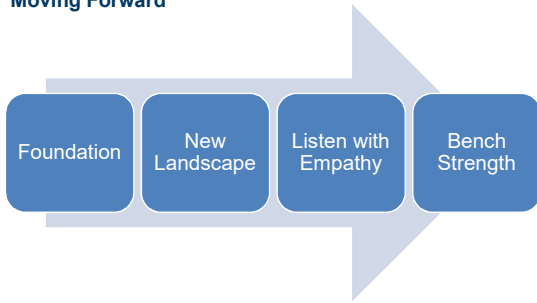 Moving Forward
Foundation
New
Landscape
Listen with
Empathy
Bench
Strength